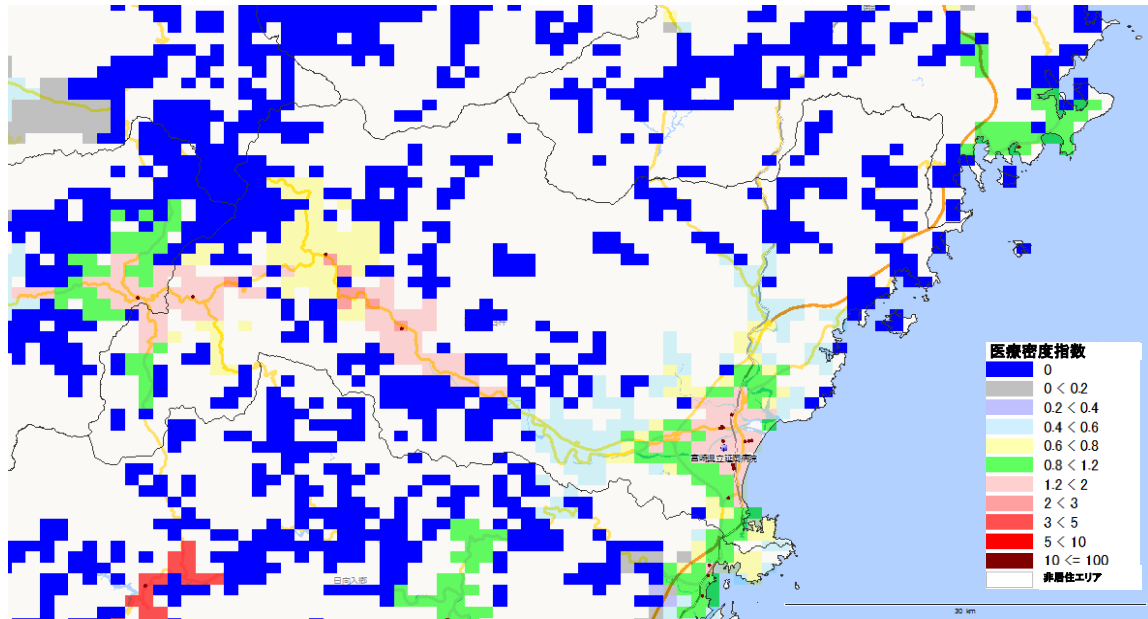 宮崎県立延岡病院
日向入郷
医療密度指数
0
0 < 0.2
0.2 < 0.4
0.4 < 0.6
0.6 < 0.8
0.8 < 1.2
1.2 < 2
2 < 3
3 < 5
5 < 10
10 <= 100
非居住エリア
30 km